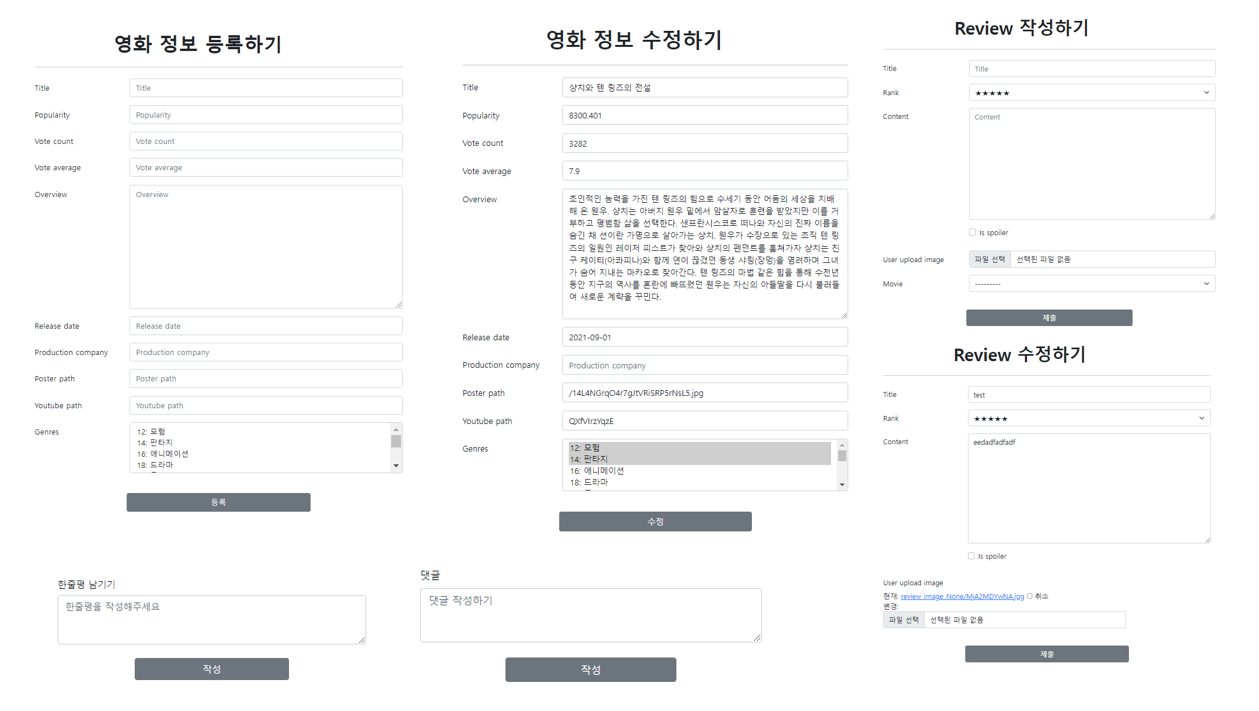 영화 정보 등록하기
Title
Title
Popularity
Popularity
Vote count
Vote count
Vote average
Vote average
Overview
Overview
Release date
Release date
Production company
Production company
Poster path
Poster path
Youtube path
Youtube path
Genres
12: 모험
14: 판타지
16: 애니메이션
18: 드라마
등록
영화 정보 수정하기
Title
샹치와 텐 링즈의 전설
Popularity
8300.401
Vote count
3282
Vote average
7.9
Overview
초인적인 능력을 가진 텐 링즈의 힘으로 수세기 동안 어둠의 세상을 지배
해 온 웬우. 샹치는 아버지 웬우 밑에서 암살자로 훈련을 받았지만 이를 거
부하고 평범함 삶을 선택한다. 샌프란시스코로 떠나와 자신의 진짜 이름을
숨긴 채 션이란 가명으로 살아가는 샹치. 웬우가 수장으로 있는 조직 텐 링
즈의 일원인 레이저 피스트가 찾아와 샹치의 펜던트를 훔쳐가자 샹치는 친
구 케이티(아콰피나)와 함께 연이 끊겼던 동생 샤링(장멍)을 염려하며 그녀
가 숨어 지내는 마카오로 찾아간다. 텐 링즈의 마법 같은 힘을 통해 수천년
동안 지구의 역사를 혼란에 빠뜨렸던 웬우는 자신의 아들딸을 다시 불러들
여 새로운 계략을 꾸민다.
Release date
2021-09-01
Production company
Production company
Poster path
/14L4NGrqO4r7gJtVRiSRP5rNsL5.jpg
Youtube path
QXfVIrzYqzE
Genres
12: 모험
14: 판타지
16: 애니메이션
18: 드라마
수정
Review 작성하기
Title
Title
Rank
★★★★★
Content
Content
Is spoiler
User upload image
파일 선택 선택된 파일 없음
Movie
---------
제출
Review 수정하기
Title
test
Rank
★★★★★
Content
eedadfadfadf
Is spoiler
User upload image
현재: review_image_None/MjA2MDYwNA.jpg 취소
변경:
파일 선택 선택된 파일 없음
제출
한줄평 남기기
한줄평을 작성해주세요
작성
댓글
댓글 작성하기
작성